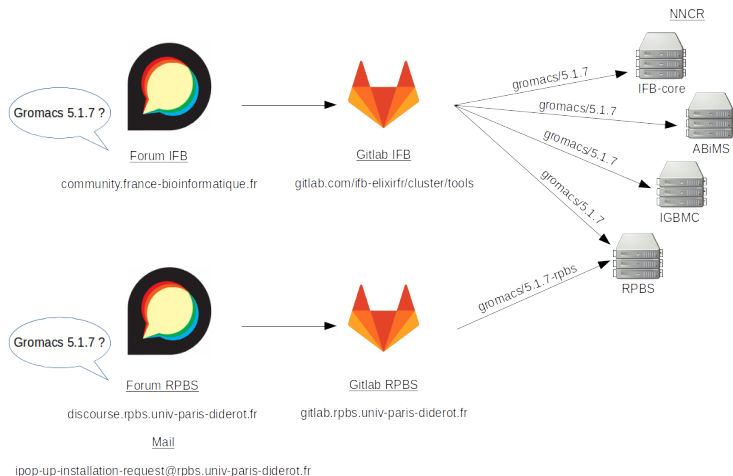 NNCR
gromacs/5.1.7
IFB-core
Gromacs 5.1.7 ?
gromacs/5.1.7
ABiMS
gromacs/5.1.7
Forum IFB
Gitlab IFB
community.france-bioinformatique.fr
gitlab.com/ifb-elixirfr/cluster/tools
gromacs/5.1.7
IGBMC
RPBS
gromacs/5.1.7-rpbs
Gromacs 5.1.7 ?
Forum RPBS
Gitlab RPBS
discourse.rpbs.univ-paris-diderot.fr
gitlab.rpbs.univ-paris-diderot.fr
Mail
ipop-up-installation-request@rpbs.univ-paris-diderot.fr